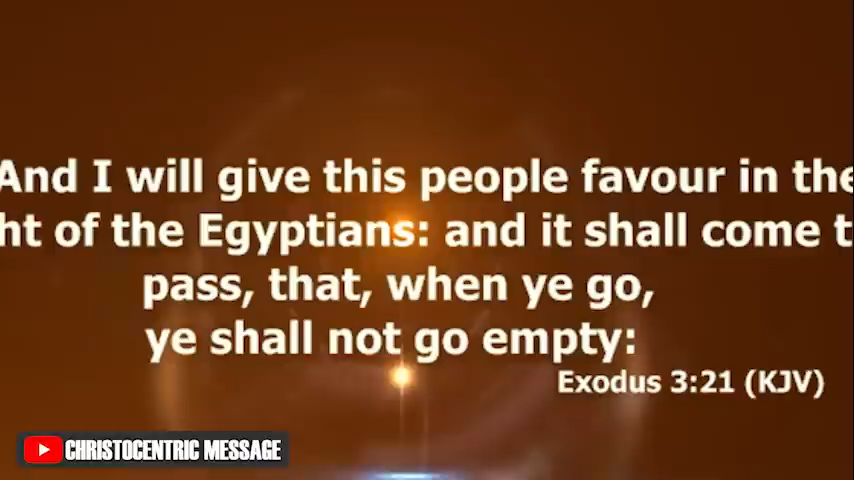 And I will give this people favour in the
ht of the Egyptians: and it shall come t
pass, that, when ye go,
ye shall not go empty:
Exodus 3:21 (KJV)
CHRISTOCENTRIC MESSAGE